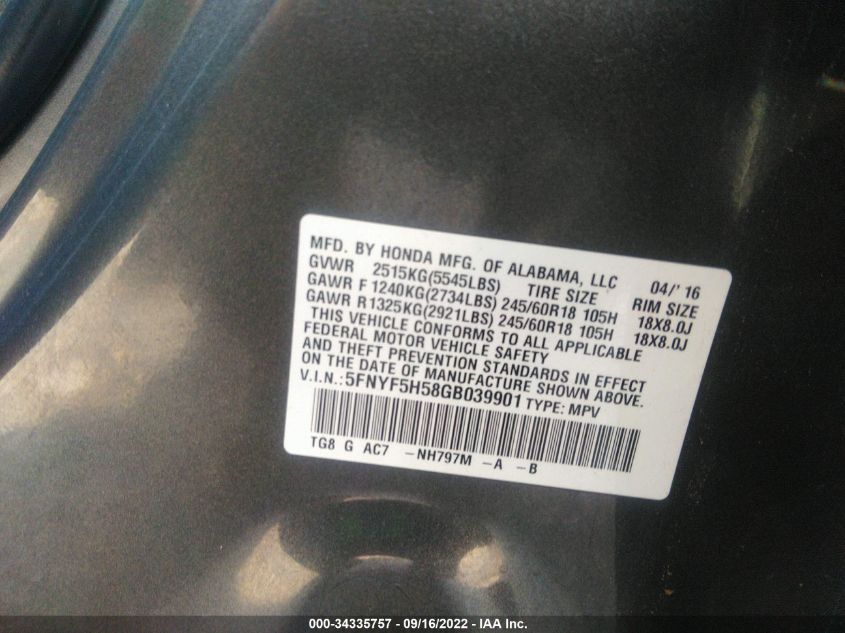 MFD. BY HONDA MFG. OF ALABAMA, LLC 04/'16
GVWR 2515KG(5545LBS) TIRE SIZE RIM SIZE
GAWR F 1240KG(2734LBS) 245/60R18 105H 18X8.0J
GAWR R 1325KG(2921LBS) 245/60R18 105H 18X8.0J
THIS VEHICLE CONFORMS TO ALL APPLICABLE
FEDERAL MOTOR VEHICLE SAFETY
AND THEFT PREVENTION STANDARDS IN EFFECT
ON THE DATE OF MANUFACTURE SHOWN ABOVE.
V.I.N.: 5FNYF5H58GB039901 TYPE: MPV
TG8 G AC7 -NH797M -A -B
000-34335757 - 09/16/2022 - IAA Inc.